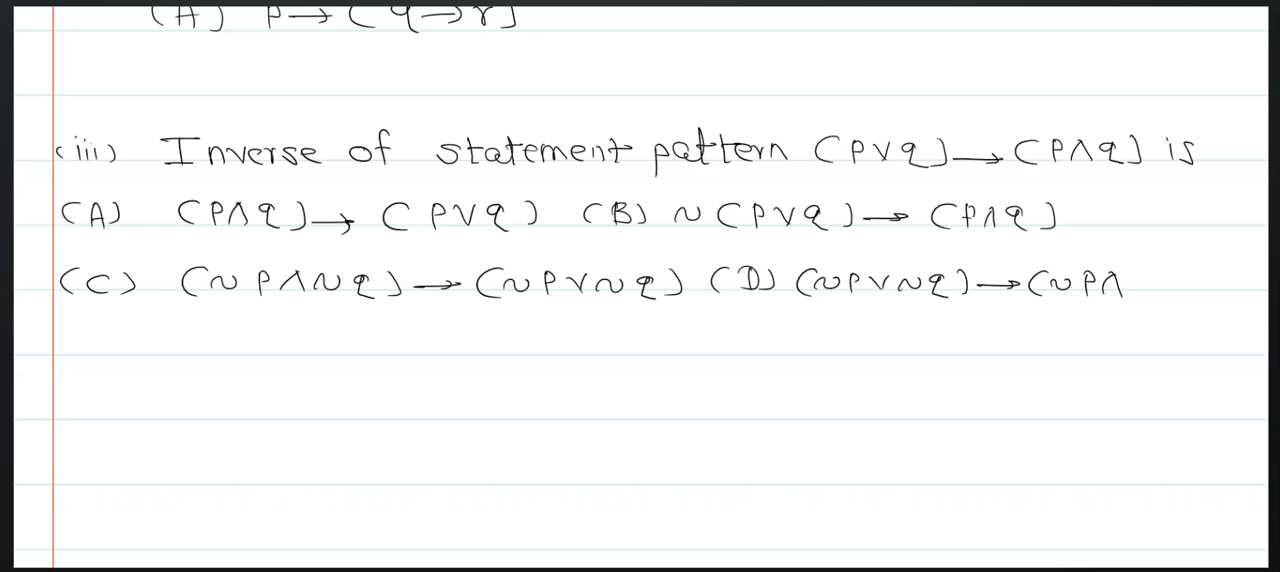 (A) p→(q→r)
(iii) Inverse of statement pattern (p∨q)→(p∧q) is
(A) (p∧q)→(p∨q) (B) ~(p∨q)→(p∧q)
(C) (~p∧~q)→(~p∨~q) (D) (~p∨~q)→(~p∧